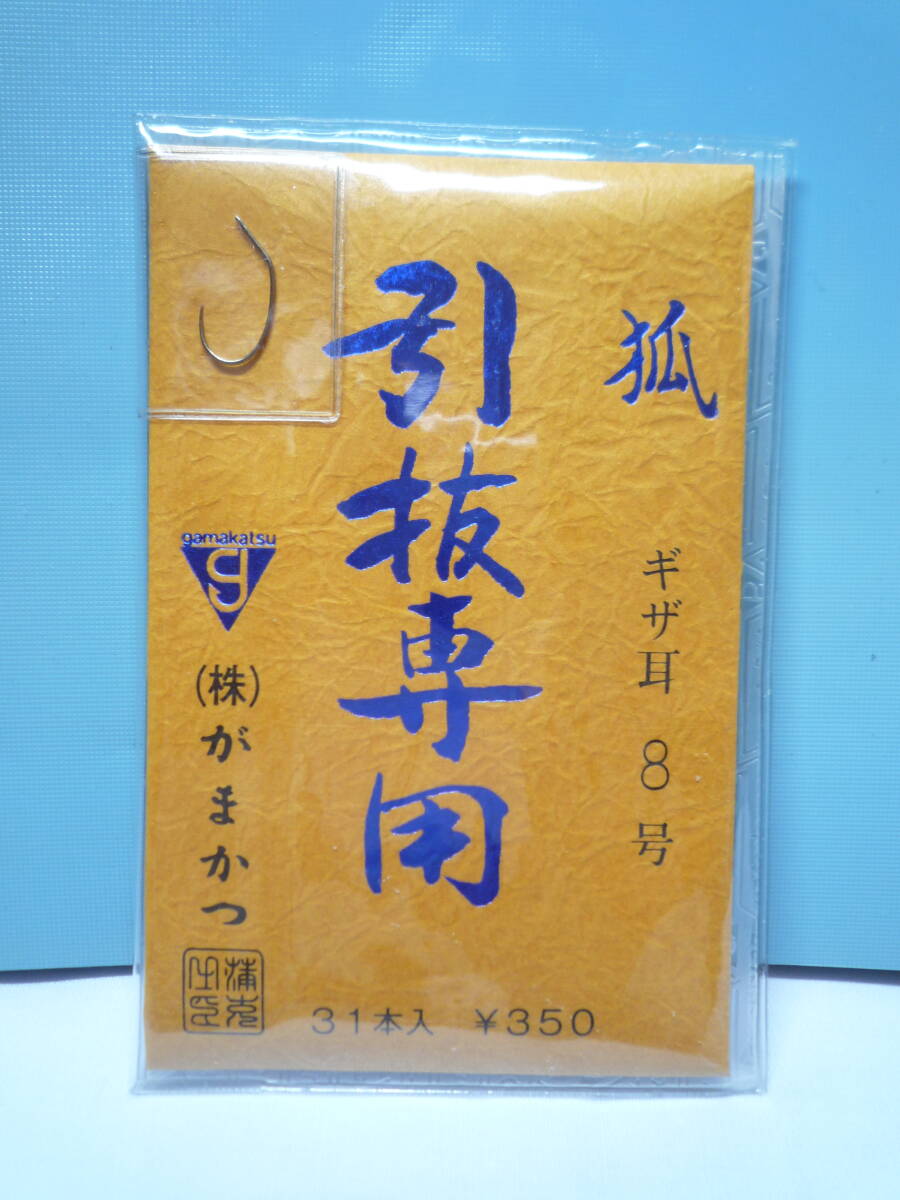 狐
ギザ耳 8号
引抜専用
gamakatsu
g
(株)がまかつ
31本入 ¥350